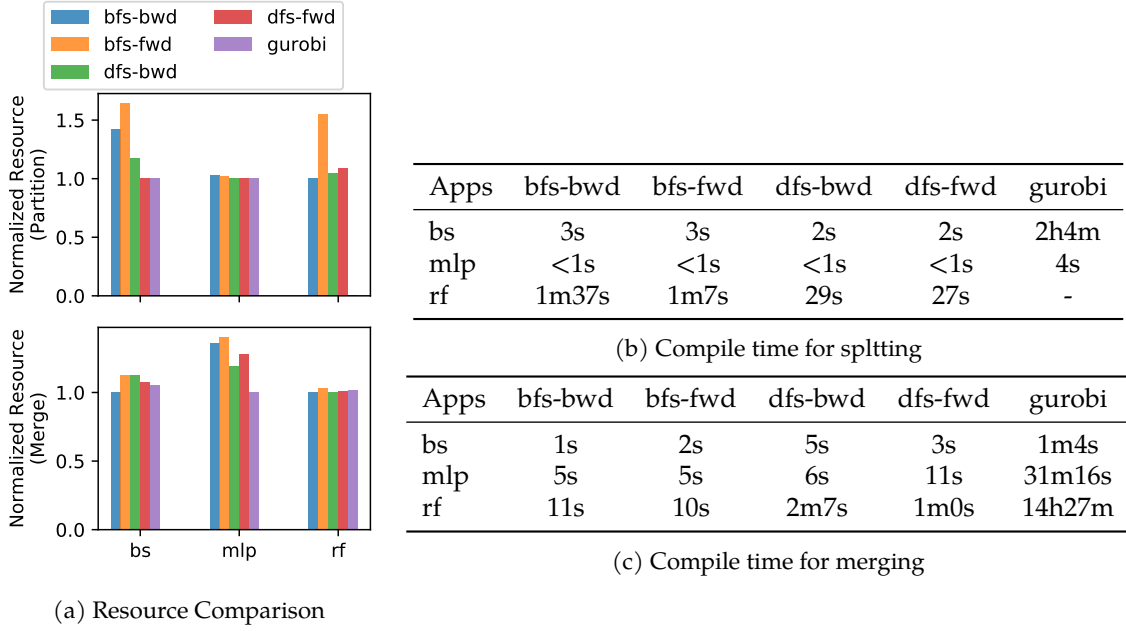 bfs-bwd
bfs-fwd
dfs-bwd
dfs-fwd
gurobi
Normalized Resource
(Partition)
1.5
1.0
0.5
0.0
Normalized Resource
(Merge)
1.0
0.5
0.0
bs mlp rf
(a) Resource Comparison
Apps bfs-bwd bfs-fwd dfs-bwd dfs-fwd gurobi
bs 3s 3s 2s 2s 2h4m
mlp <1s <1s <1s <1s 4s
rf 1m37s 1m7s 29s 27s -
(b) Compile time for spltting
Apps bfs-bwd bfs-fwd dfs-bwd dfs-fwd gurobi
bs 1s 2s 5s 3s 1m4s
mlp 5s 5s 6s 11s 31m16s
rf 11s 10s 2m7s 1m0s 14h27m
(c) Compile time for merging